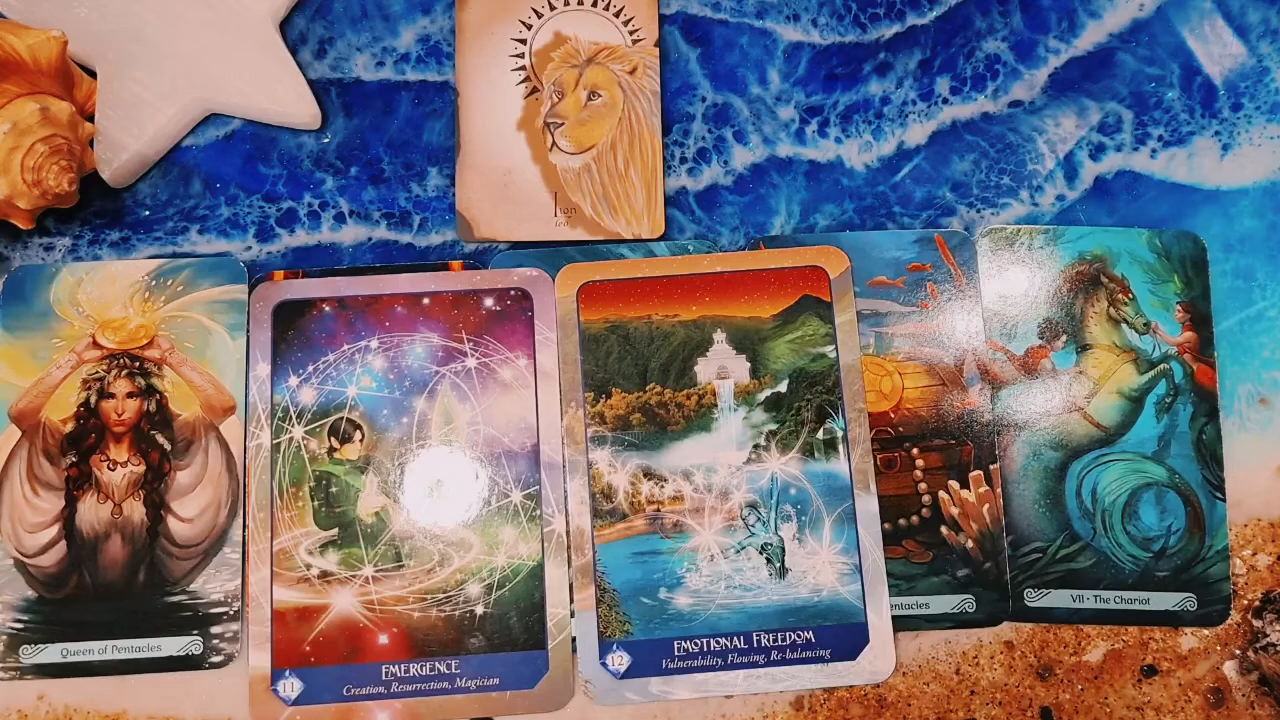 Lion
leo
Queen of Pentacles
11
EMERGENCE
Creation, Resurrection, Magician
12
EMOTIONAL FREEDOM
Vulnerability, Flowing, Re-balancing
entacles
VII • The Chariot